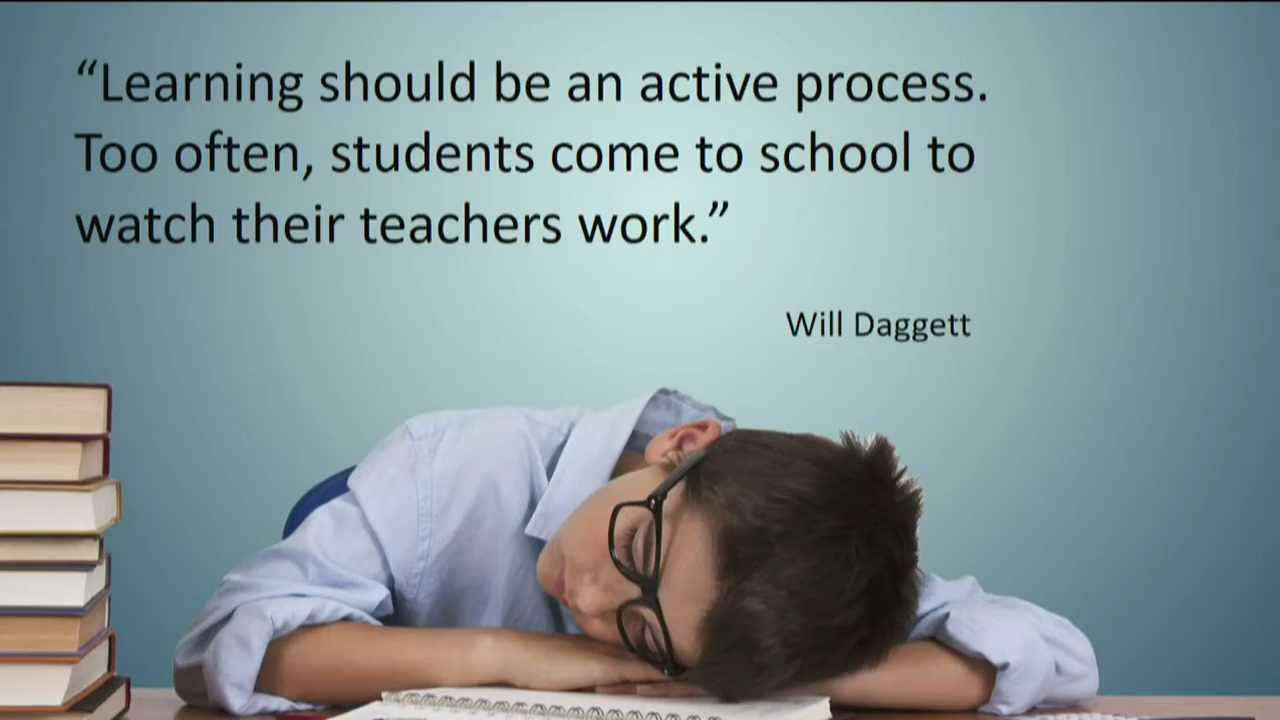 “Learning should be an active process.
Too often, students come to school to
watch their teachers work.”
Will Daggett